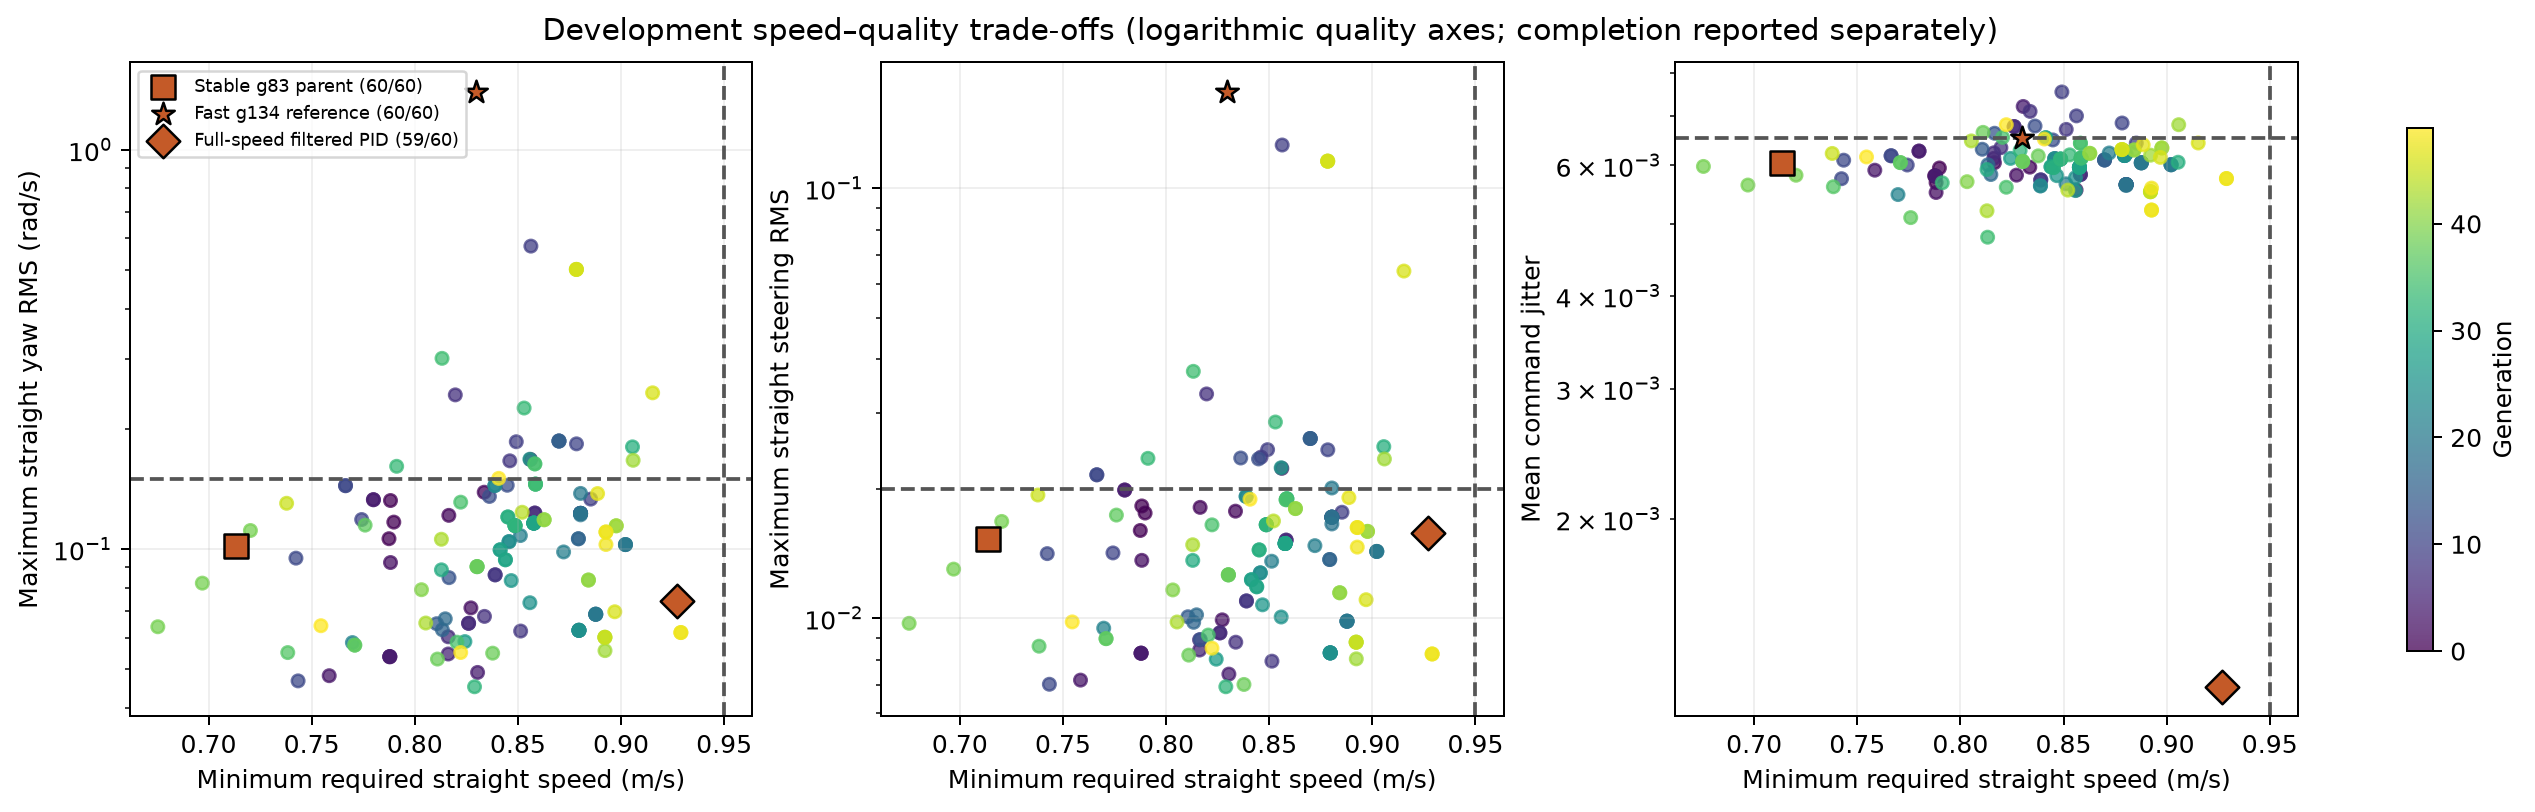 Development speed–quality trade-offs (logarithmic quality axes; completion reported separately)
Stable g83 parent (60/60)
Fast g134 reference (60/60)
Full-speed filtered PID (59/60)
Maximum straight yaw RMS (rad/s)
10⁰
10⁻¹
0.70 0.75 0.80 0.85 0.90 0.95
Minimum required straight speed (m/s)
Maximum straight steering RMS
10⁻¹
10⁻²
0.70 0.75 0.80 0.85 0.90 0.95
Minimum required straight speed (m/s)
Mean command jitter
6 × 10⁻³
4 × 10⁻³
3 × 10⁻³
2 × 10⁻³
0.70 0.75 0.80 0.85 0.90 0.95
Minimum required straight speed (m/s)
40
30
20
10
0
Generation